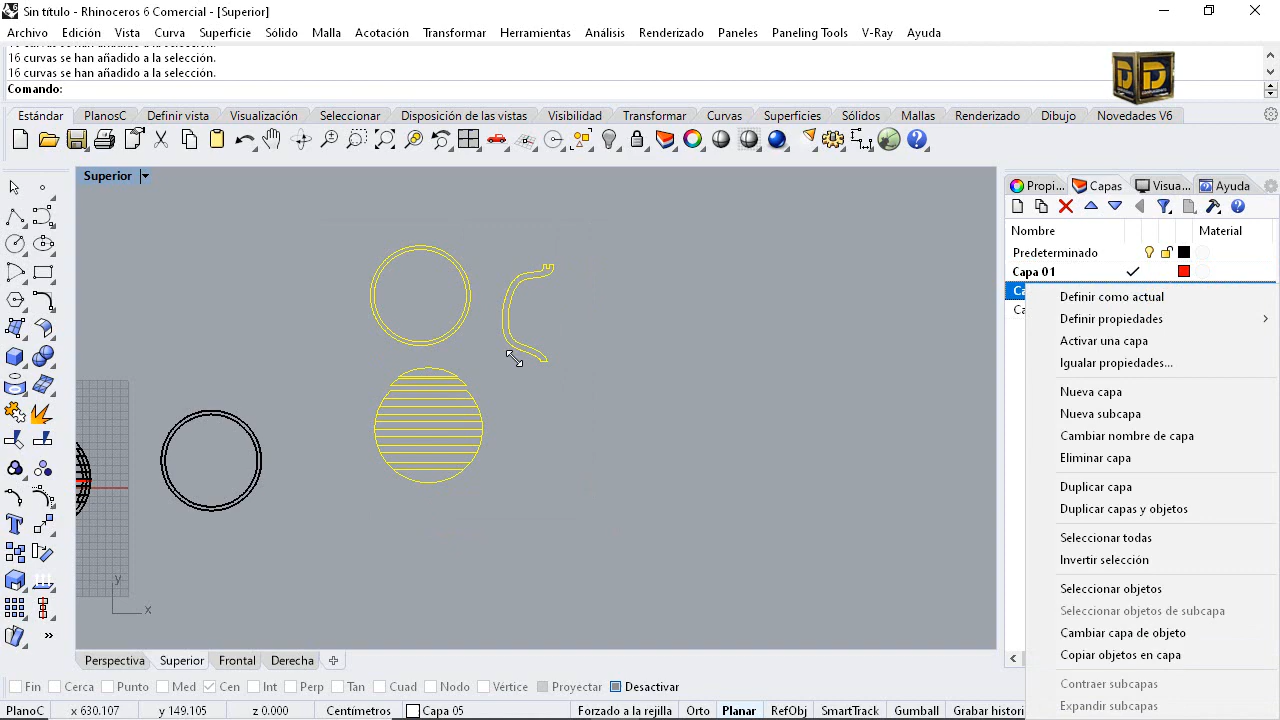 Sin título - Rhinoceros 6 Comercial - [Superior]
Archivo Edición Vista Curva Superficie Sólido Malla Acotación Transformar Herramientas Análisis Renderizado Paneles Paneling Tools V-Ray Ayuda
16 curvas se han añadido a la selección.
16 curvas se han añadido a la selección.
Comando:
Estándar PlanosC Definir vista Visualización Seleccionar Disposición de las vistas Visibilidad Transformar Curvas Superficies Sólidos Mallas Renderizado Dibujo Novedades V6
Superior
Propi... Capas Visua... Ayuda
Nombre Material
Predeterminado
Capa 01
Definir como actual
Definir propiedades
Activar una capa
Igualar propiedades...
Nueva capa
Nueva subcapa
Cambiar nombre de capa
Eliminar capa
Duplicar capa
Duplicar capas y objetos
Seleccionar todas
Invertir selección
Seleccionar objetos
Seleccionar objetos de subcapa
Cambiar capa de objeto
Copiar objetos en capa
Contraer subcapas
Expandir subcapas
y
x
Perspectiva Superior Frontal Derecha
Fin Cerca Punto Med Cen Int Perp Tan Cuad Nodo Vértice Proyectar Desactivar
PlanoC x 630.107 y 149.105 z 0.000 Centímetros Capa 05 Forzado a la rejilla Orto Planar RefObj SmartTrack Gumball Grabar histori